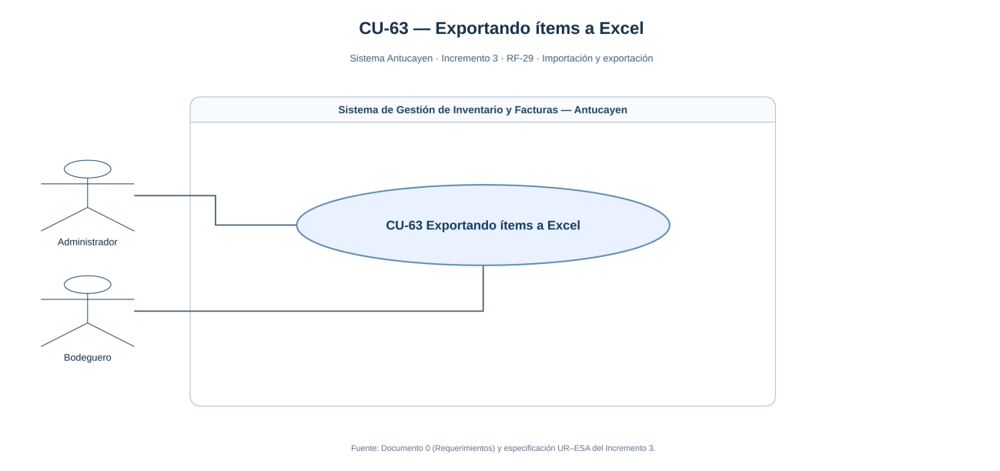 CU-63 — Exportando ítems a Excel
Sistema Antucayen · Incremento 3 · RF-29 · Importación y exportación
Sistema de Gestión de Inventario y Facturas — Antucayen
CU-63 Exportando ítems a Excel
Administrador
Bodeguero
Fuente: Documento 0 (Requerimientos) y especificación UR–ESA del Incremento 3.